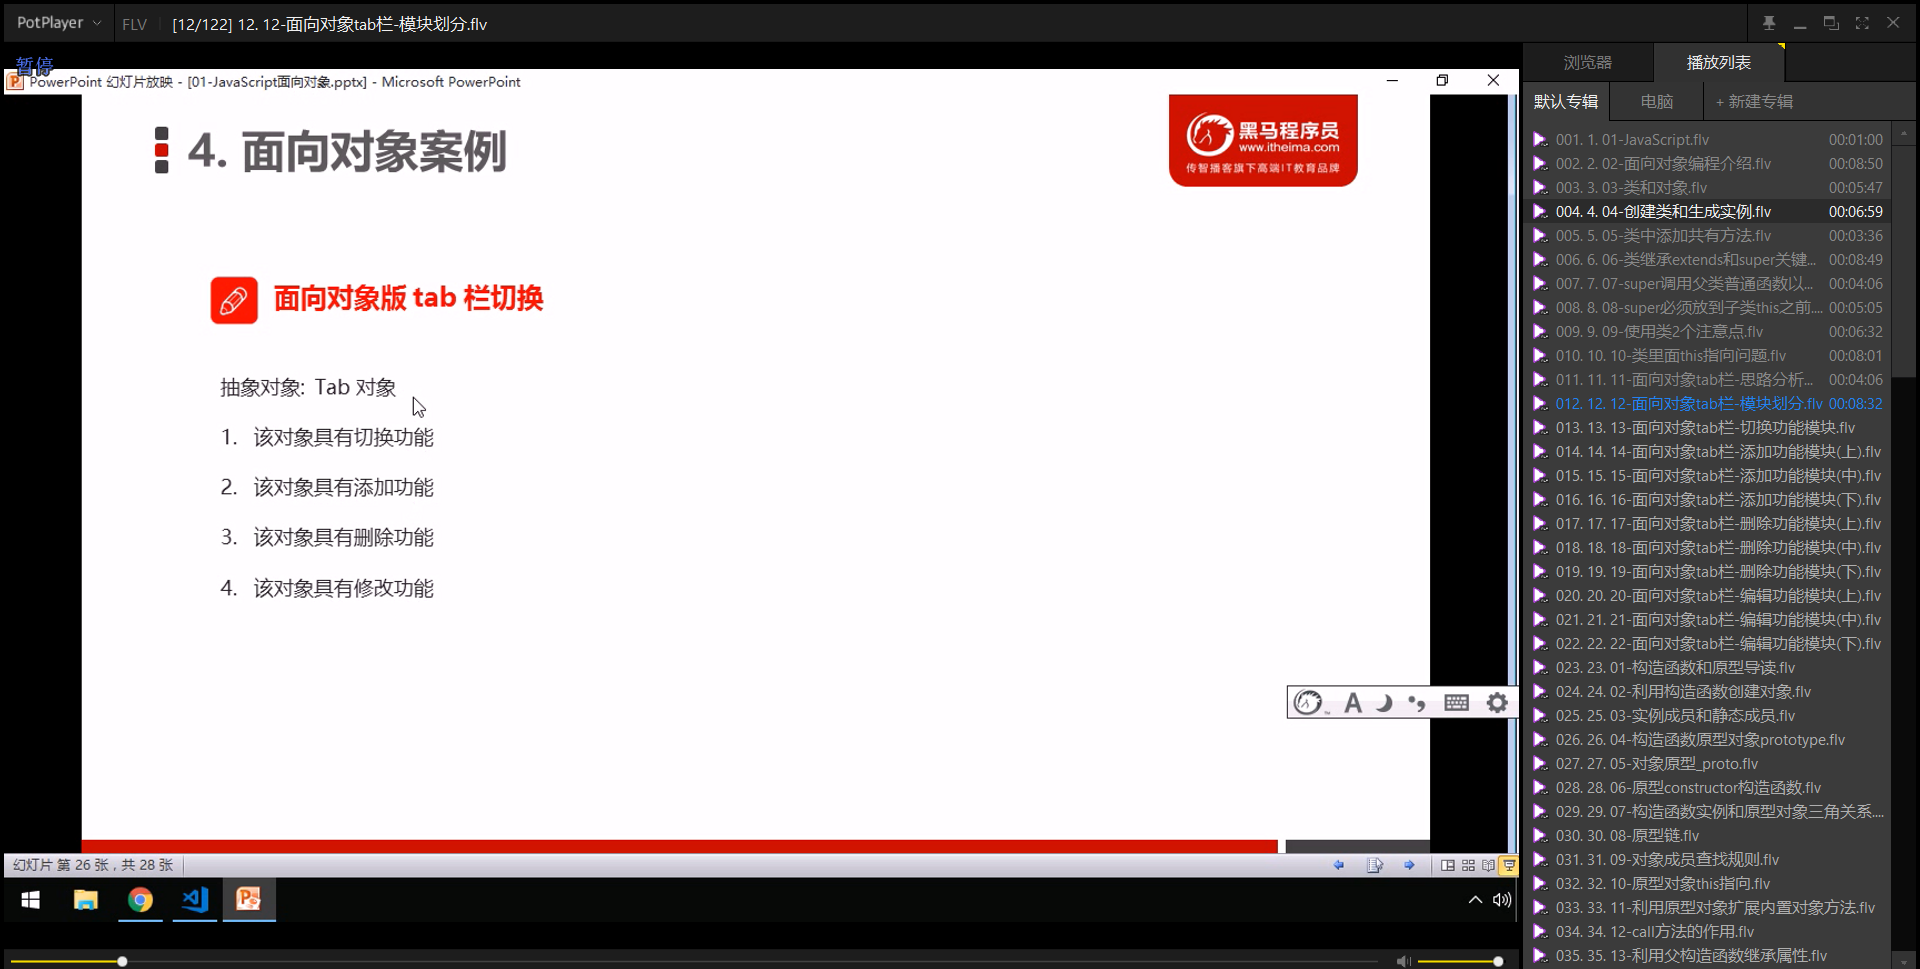 PotPlayer
FLV
[12/122] 12. 12-面向对象tab栏-模块划分.flv
暂停
PowerPoint 幻灯片放映 - [01-JavaScript面向对象.pptx] - Microsoft PowerPoint
4. 面向对象案例
黑马程序员
www.itheima.com
传智播客旗下高端IT教育品牌
面向对象版 tab 栏切换
抽象对象: Tab 对象
1. 该对象具有切换功能
2. 该对象具有添加功能
3. 该对象具有删除功能
4. 该对象具有修改功能
A
幻灯片 第 26 张，共 28 张
浏览器
播放列表
默认专辑
电脑
+ 新建专辑
001. 1. 01-JavaScript.flv 00:01:00
002. 2. 02-面向对象编程介绍.flv 00:08:50
003. 3. 03-类和对象.flv 00:05:47
004. 4. 04-创建类和生成实例.flv 00:06:59
005. 5. 05-类中添加共有方法.flv 00:03:36
006. 6. 06-类继承extends和super关键... 00:08:49
007. 7. 07-super调用父类普通函数以... 00:04:06
008. 8. 08-super必须放到子类this之前.... 00:05:05
009. 9. 09-使用类2个注意点.flv 00:06:32
010. 10. 10-类里面this指向问题.flv 00:08:01
011. 11. 11-面向对象tab栏-思路分析... 00:04:06
012. 12. 12-面向对象tab栏-模块划分.flv 00:08:32
013. 13. 13-面向对象tab栏-切换功能模块.flv
014. 14. 14-面向对象tab栏-添加功能模块(上).flv
015. 15. 15-面向对象tab栏-添加功能模块(中).flv
016. 16. 16-面向对象tab栏-添加功能模块(下).flv
017. 17. 17-面向对象tab栏-删除功能模块(上).flv
018. 18. 18-面向对象tab栏-删除功能模块(中).flv
019. 19. 19-面向对象tab栏-删除功能模块(下).flv
020. 20. 20-面向对象tab栏-编辑功能模块(上).flv
021. 21. 21-面向对象tab栏-编辑功能模块(中).flv
022. 22. 22-面向对象tab栏-编辑功能模块(下).flv
023. 23. 01-构造函数和原型导读.flv
024. 24. 02-利用构造函数创建对象.flv
025. 25. 03-实例成员和静态成员.flv
026. 26. 04-构造函数原型对象prototype.flv
027. 27. 05-对象原型_proto.flv
028. 28. 06-原型constructor构造函数.flv
029. 29. 07-构造函数实例和原型对象三角关系....
030. 30. 08-原型链.flv
031. 31. 09-对象成员查找规则.flv
032. 32. 10-原型对象this指向.flv
033. 33. 11-利用原型对象扩展内置对象方法.flv
034. 34. 12-call方法的作用.flv
035. 35. 13-利用父构造函数继承属性.flv